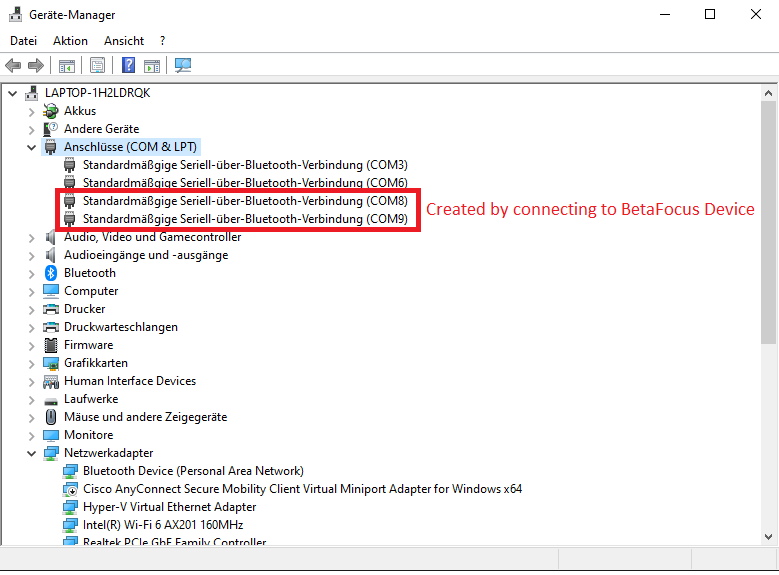 Geräte-Manager
Datei Aktion Ansicht ?
LAPTOP-1H2LDRQK
Akkus
Andere Geräte
Anschlüsse (COM & LPT)
Standardmäßgige Seriell-über-Bluetooth-Verbindung (COM3)
Standardmäßgige Seriell-über-Bluetooth-Verbindung (COM6)
Standardmäßgige Seriell-über-Bluetooth-Verbindung (COM8)
Standardmäßgige Seriell-über-Bluetooth-Verbindung (COM9)
Created by connecting to BetaFocus Device
Audio, Video und Gamecontroller
Audioeingänge und -ausgänge
Bluetooth
Computer
Drucker
Druckwarteschlangen
Firmware
Grafikkarten
Human Interface Devices
Laufwerke
Mäuse und andere Zeigegeräte
Monitore
Netzwerkadapter
Bluetooth Device (Personal Area Network)
Cisco AnyConnect Secure Mobility Client Virtual Miniport Adapter for Windows x64
Hyper-V Virtual Ethernet Adapter
Intel(R) Wi-Fi 6 AX201 160MHz
Realtek PCIe GbE Family Controller